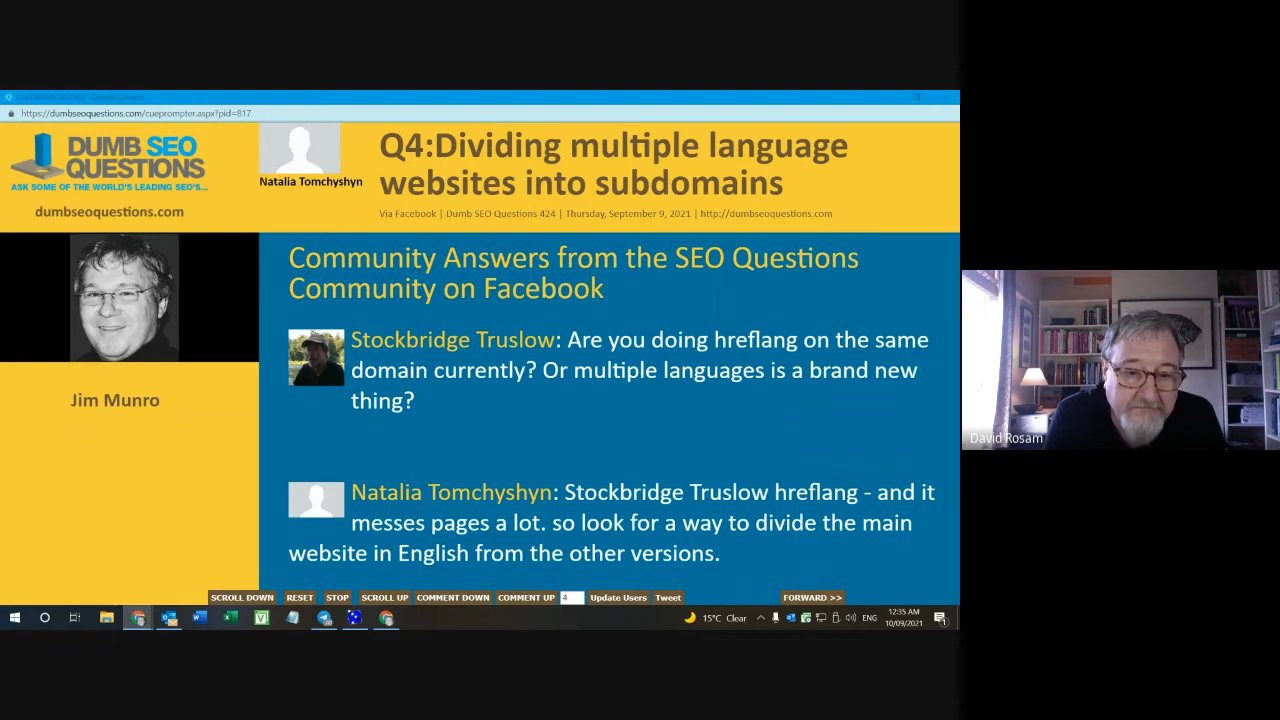 https://dumbseoquestions.com/cueprompter.aspx?pid=817
DUMB SEO
QUESTIONS
ASK SOME OF THE WORLD'S LEADING SEO'S...
dumbseoquestions.com
Natalia Tomchyshyn
Q4:Dividing multiple language
websites into subdomains
Via Facebook | Dumb SEO Questions 424 | Thursday, September 9, 2021 | http://dumbseoquestions.com
Jim Munro
Community Answers from the SEO Questions
Community on Facebook
Stockbridge Truslow: Are you doing hreflang on the same
domain currently? Or multiple languages is a brand new
thing?
Natalia Tomchyshyn: Stockbridge Truslow hreflang - and it
messes pages a lot. so look for a way to divide the main
website in English from the other versions.
SCROLL DOWN RESET STOP SCROLL UP COMMENT DOWN COMMENT UP 4 Update Users Tweet FORWARD >>
15°C Clear ENG 12:35 AM
10/09/2021
David Rosam